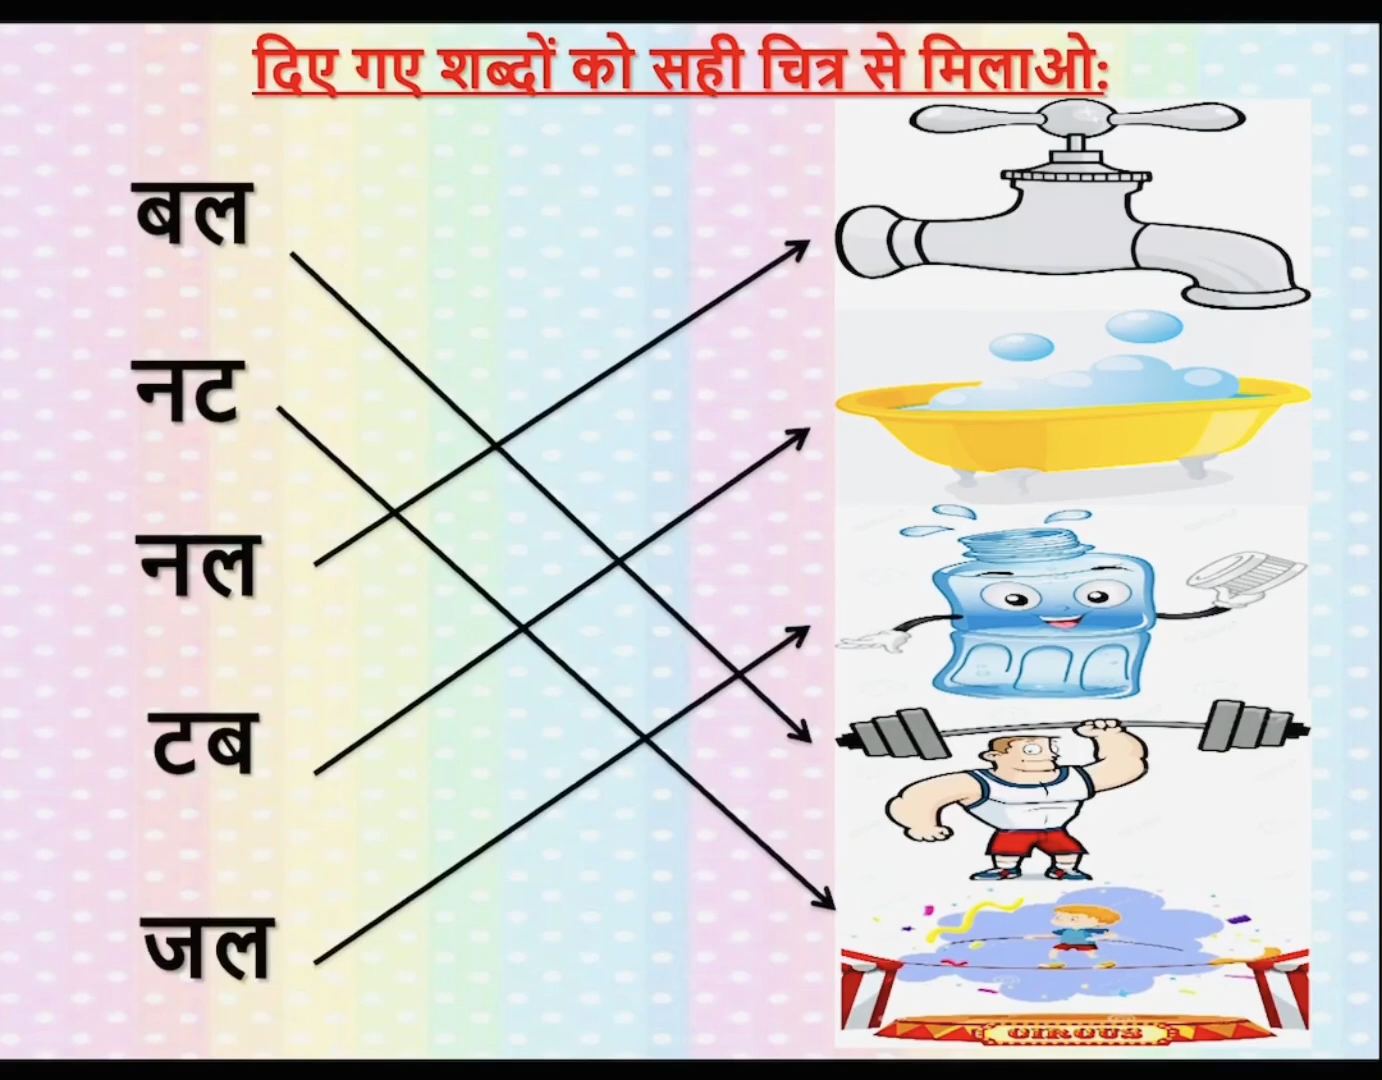 दिए गए शब्दों को सही चित्र से मिलाओ:
बल
नट
नल
टब
जल
CIRCUS